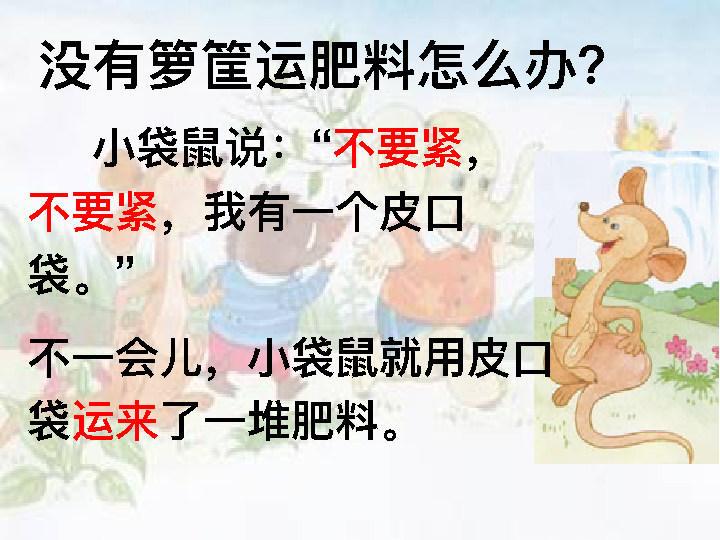 没有箩筐运肥料怎么办?
小袋鼠说：“不要紧，
不要紧，我有一个皮口
袋。”
不一会儿，小袋鼠就用皮口
袋运来了一堆肥料。